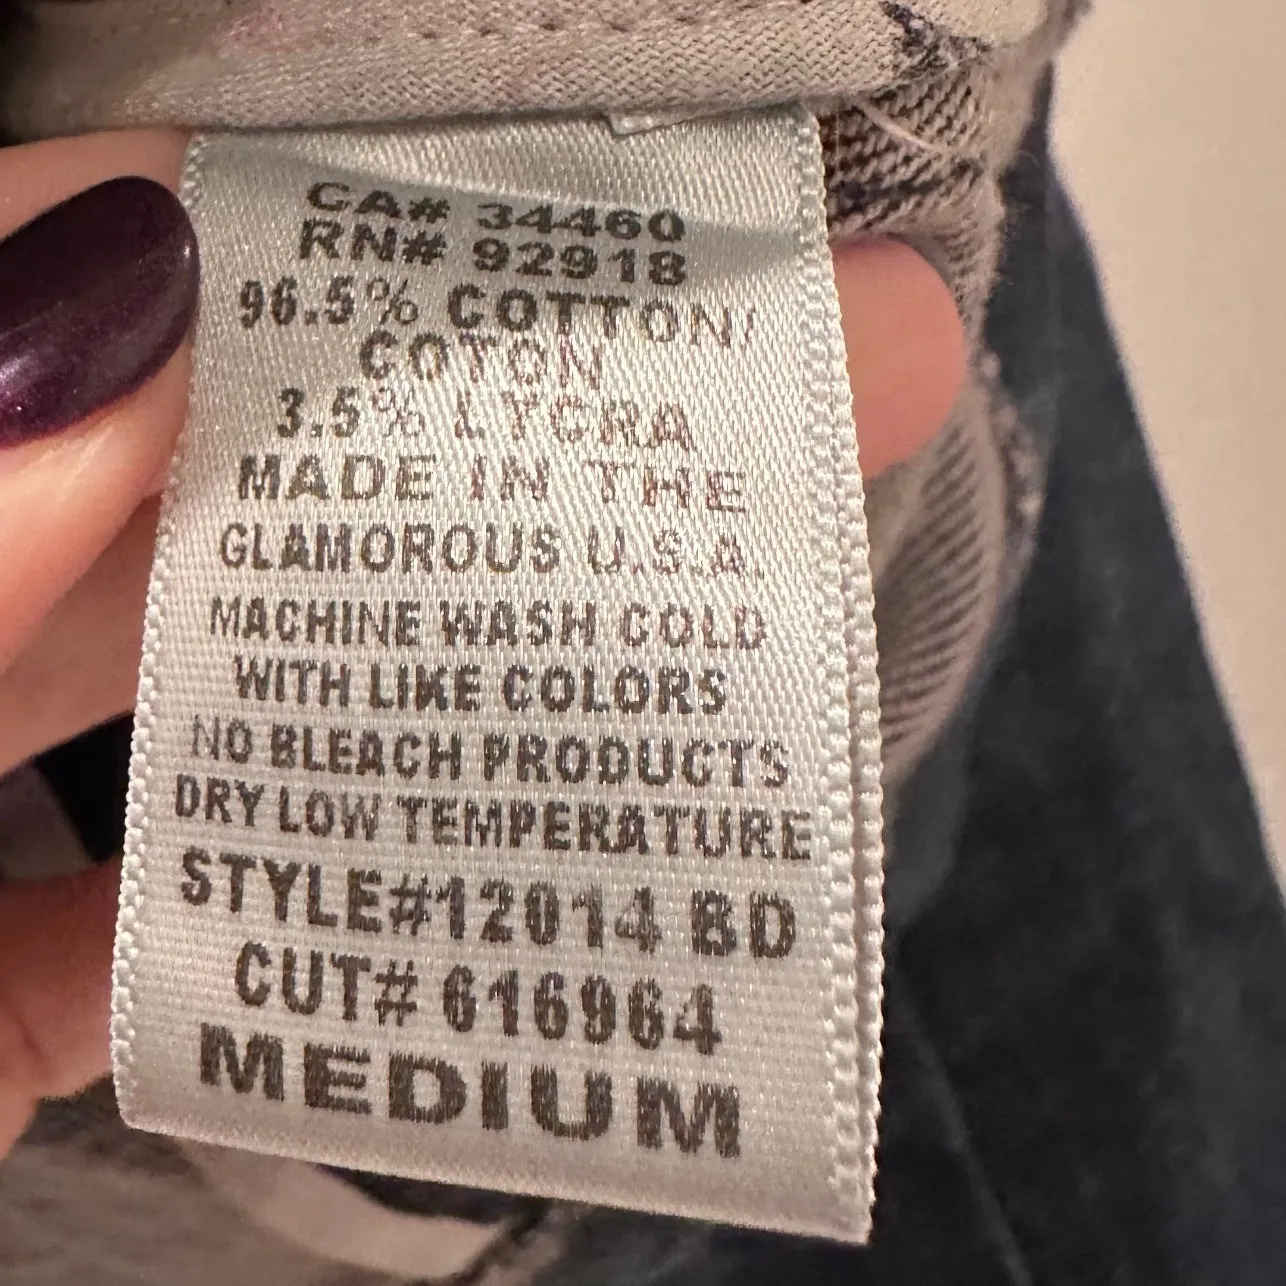 CA# 34460
RN# 92918
96.5% COTTON/
COTON
3.5% LYCRA
MADE IN THE
GLAMOROUS U.S.A.
MACHINE WASH COLD
WITH LIKE COLORS
NO BLEACH PRODUCTS
DRY LOW TEMPERATURE
STYLE#12014 BD
CUT# 616964
MEDIUM